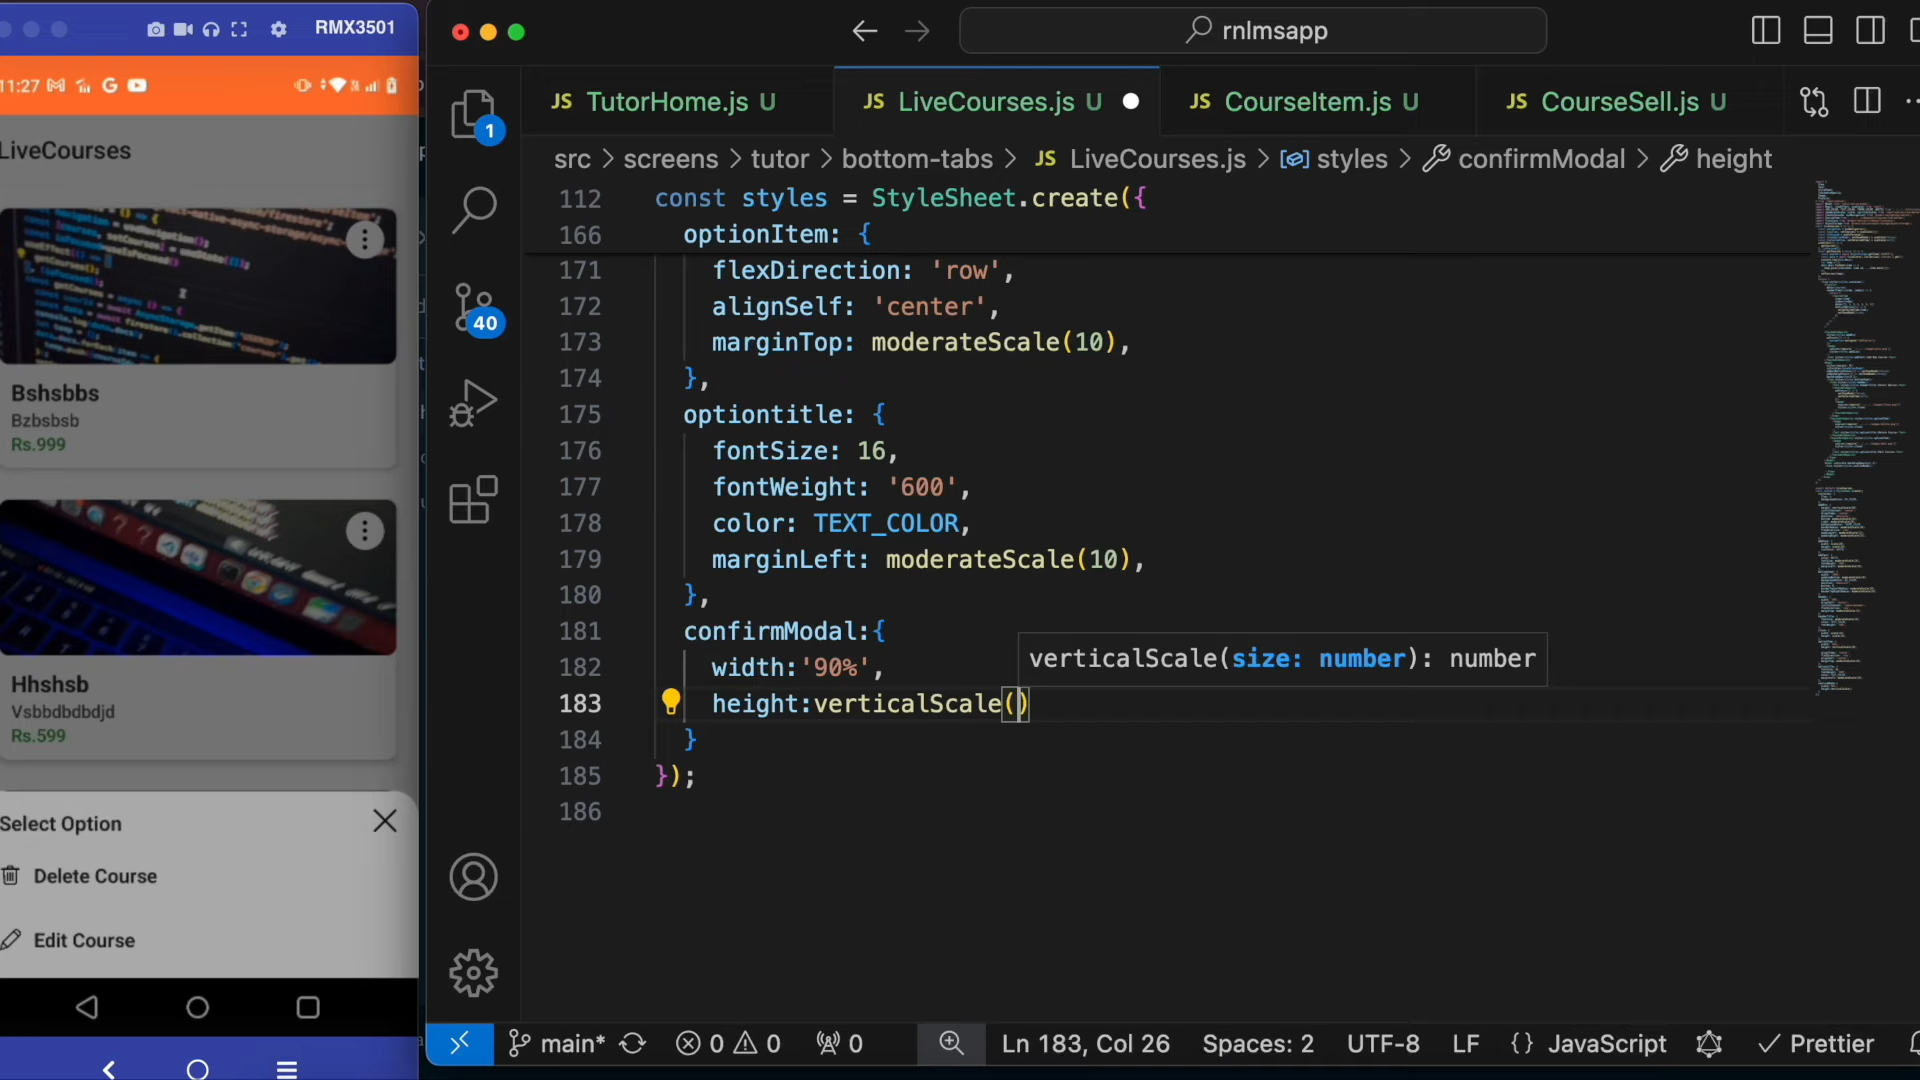 RMX3501
11:27
LiveCourses
Bshsbbs
Bzbsbsb
Rs.999
Hhshsb
Vsbbdbdbdjd
Rs.599
Select Option
Delete Course
Edit Course
rnlmsapp
JS TutorHome.js U
JS LiveCourses.js U
JS CourseItem.js U
JS CourseSell.js U
src > screens > tutor > bottom-tabs > JS LiveCourses.js > styles > confirmModal > height
1
40
112 const styles = StyleSheet.create({
166 optionItem: {
171 flexDirection: 'row',
172 alignSelf: 'center',
173 marginTop: moderateScale(10),
174 },
175 optiontitle: {
176 fontSize: 16,
177 fontWeight: '600',
178 color: TEXT_COLOR,
179 marginLeft: moderateScale(10),
180 },
181 confirmModal:{
182 width:'90%',
verticalScale(size: number): number
183 height:verticalScale()
184 }
185 });
186
main* 0 0 0 Ln 183, Col 26 Spaces: 2 UTF-8 LF {} JavaScript Prettier